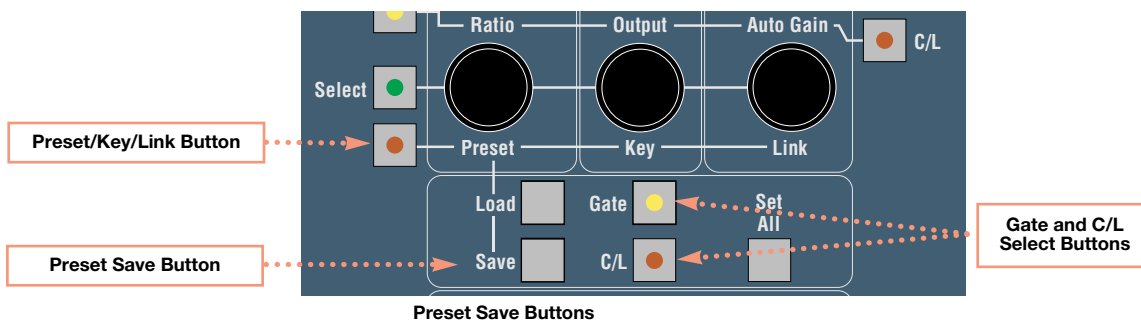 Ratio
Output
Auto Gain
C/L
Select
Preset/Key/Link Button
Preset
Key
Link
Load
Gate
Set
All
Gate and C/L
Select Buttons
Preset Save Button
Save
C/L
Preset Save Buttons